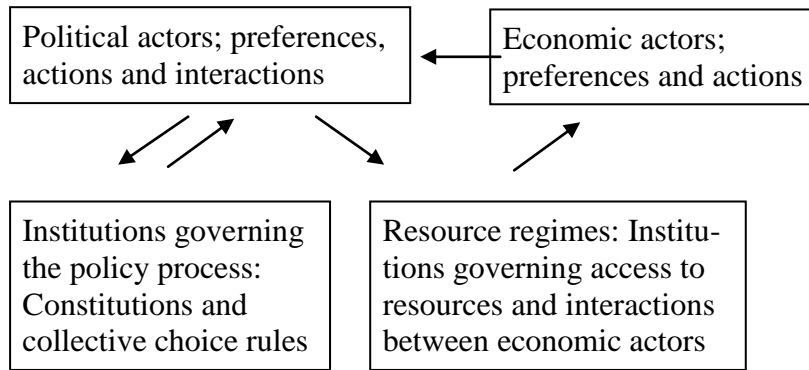 Political actors; preferences,
actions and interactions
Economic actors;
preferences and actions
Institutions governing
the policy process:
Constitutions and
collective choice rules
Resource regimes: Institu-
tions governing access to
resources and interactions
between economic actors